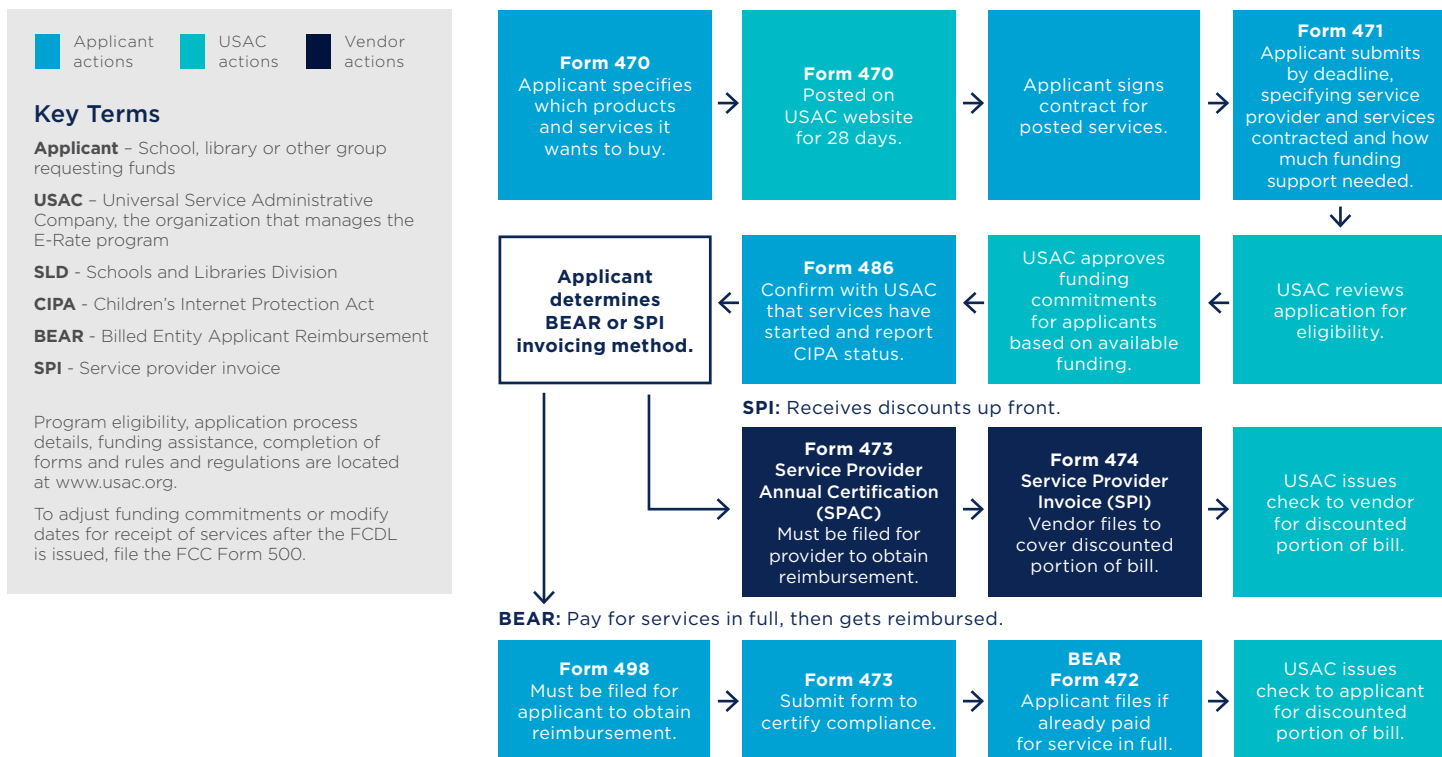 Applicant
actions
USAC
actions
Vendor
actions
Key Terms
Applicant – School, library or other group
requesting funds
USAC – Universal Service Administrative
Company, the organization that manages the
E-Rate program
SLD - Schools and Libraries Division
CIPA - Children’s Internet Protection Act
BEAR - Billed Entity Applicant Reimbursement
SPI - Service provider invoice
Program eligibility, application process
details, funding assistance, completion of
forms and rules and regulations are located
at www.usac.org.
To adjust funding commitments or modify
dates for receipt of services after the FCDL
is issued, file the FCC Form 500.
Form 470
Applicant specifies
which products
and services it
wants to buy.
Form 470
Posted on
USAC website
for 28 days.
Applicant signs
contract for
posted services.
Form 471
Applicant submits
by deadline,
specifying service
provider and services
contracted and how
much funding
support needed.
USAC reviews
application for
eligibility.
USAC approves
funding
commitments
for applicants
based on available
funding.
Form 486
Confirm with USAC
that services have
started and report
CIPA status.
Applicant
determines
BEAR or SPI
invoicing method.
SPI: Receives discounts up front.
Form 473
Service Provider
Annual Certification
(SPAC)
Must be filed for
provider to obtain
reimbursement.
Form 474
Service Provider
Invoice (SPI)
Vendor files to
cover discounted
portion of bill.
USAC issues
check to vendor
for discounted
portion of bill.
BEAR: Pay for services in full, then gets reimbursed.
Form 498
Must be filed for
applicant to obtain
reimbursement.
Form 473
Submit form to
certify compliance.
BEAR
Form 472
Applicant files if
already paid
for service in full.
USAC issues
check to applicant
for discounted
portion of bill.